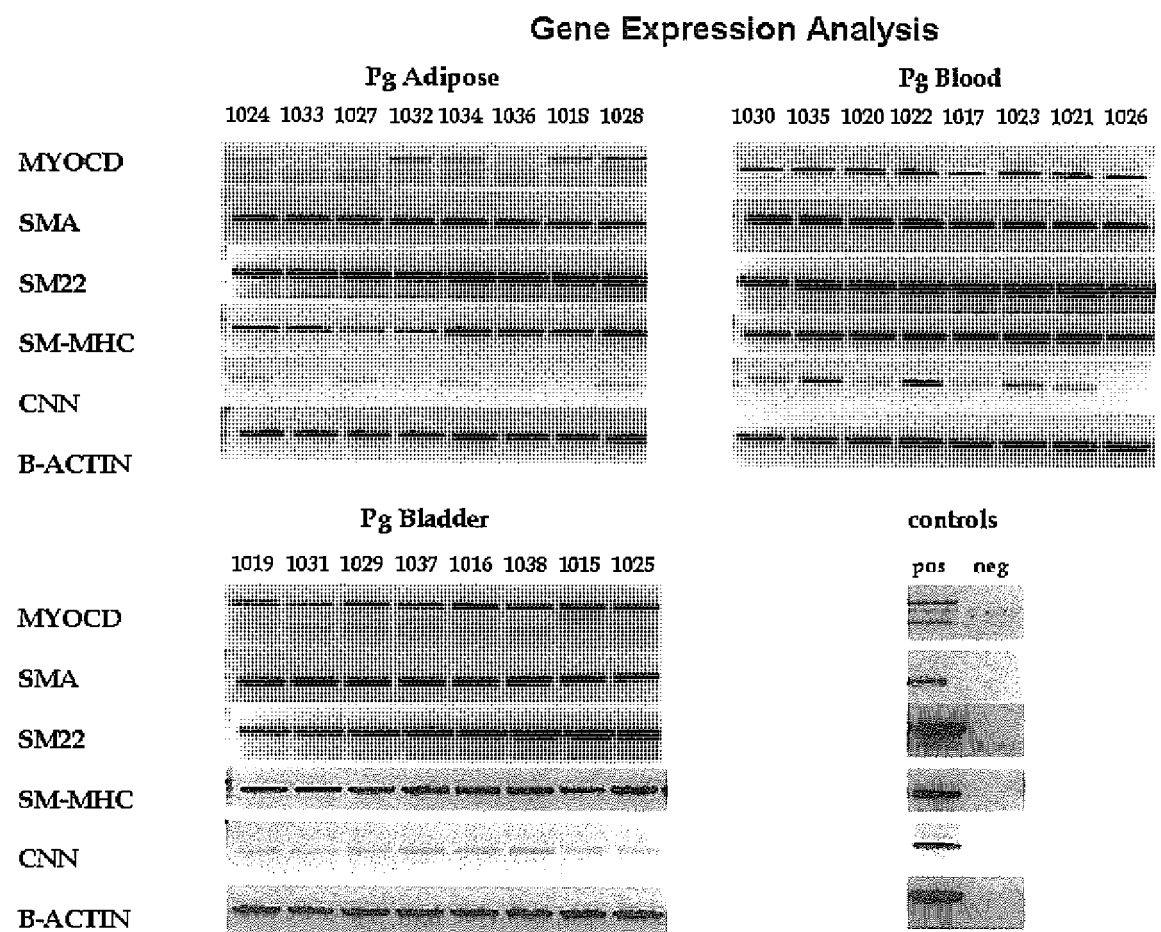 Gene Expression Analysis
Pg Adipose
Pg Blood
1024 1033 1027 1032 1034 1036 1018 1028
1030 1035 1020 1022 1017 1023 1021 1026
MYOCD
SMA
SM22
SM-MHC
CNN
B-ACTIN
Pg Bladder
controls
1019 1031 1029 1037 1016 1038 1015 1025
pos neg
MYOCD
SMA
SM22
SM-MHC
CNN
B-ACTIN